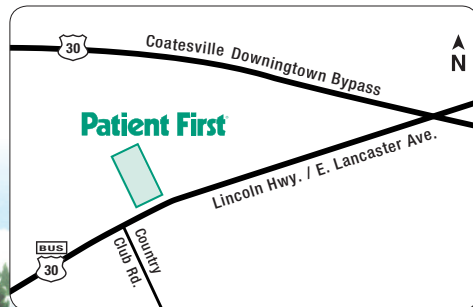 30
Coatesville Downingtown Bypass
N
Patient First
Lincoln Hwy. / E. Lancaster Ave.
BUS
30
Country
Club Rd.